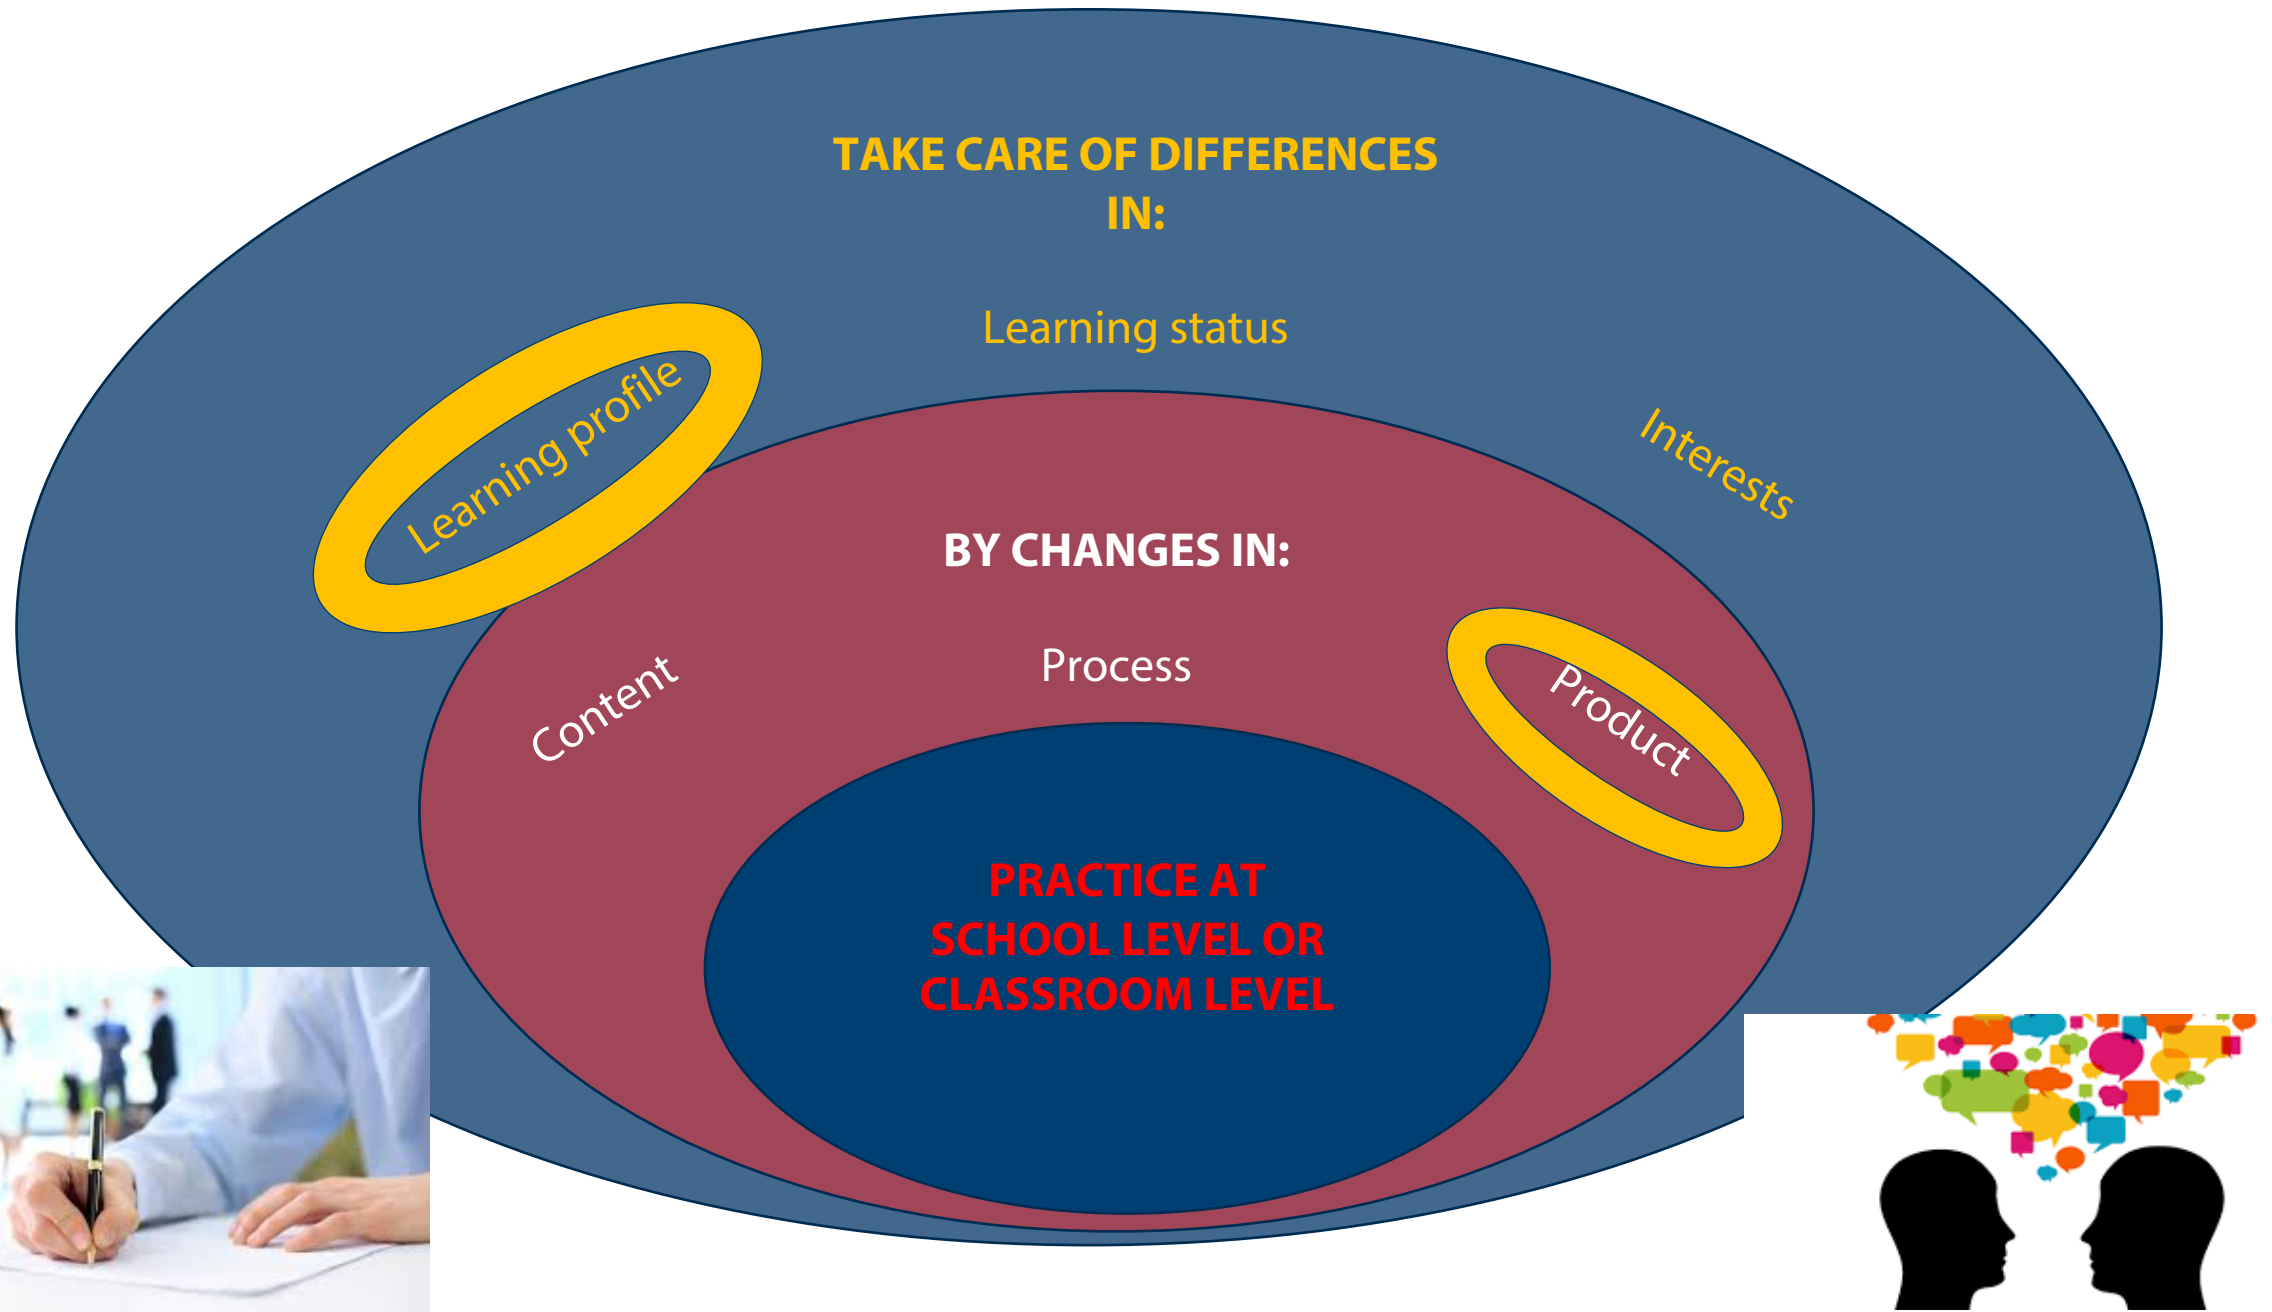 TAKE CARE OF DIFFERENCES
IN:
Learning status
Learning profile
Interests
BY CHANGES IN:
Process
Content
Product
PRACTICE AT
SCHOOL LEVEL OR
CLASSROOM LEVEL